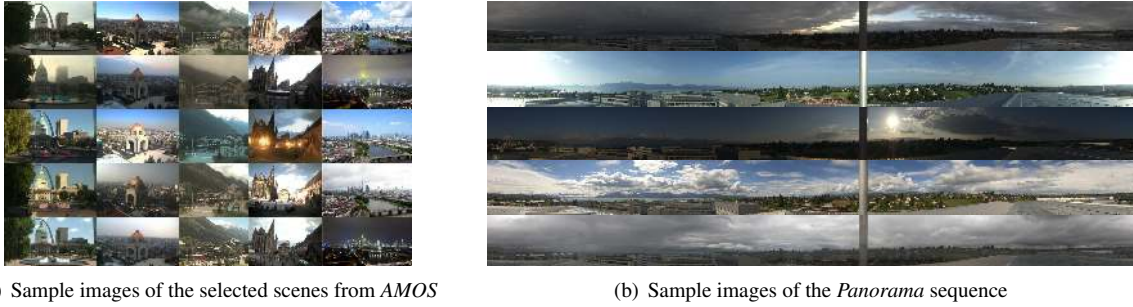 ) Sample images of the selected scenes from AMOS
(b) Sample images of the Panorama sequence